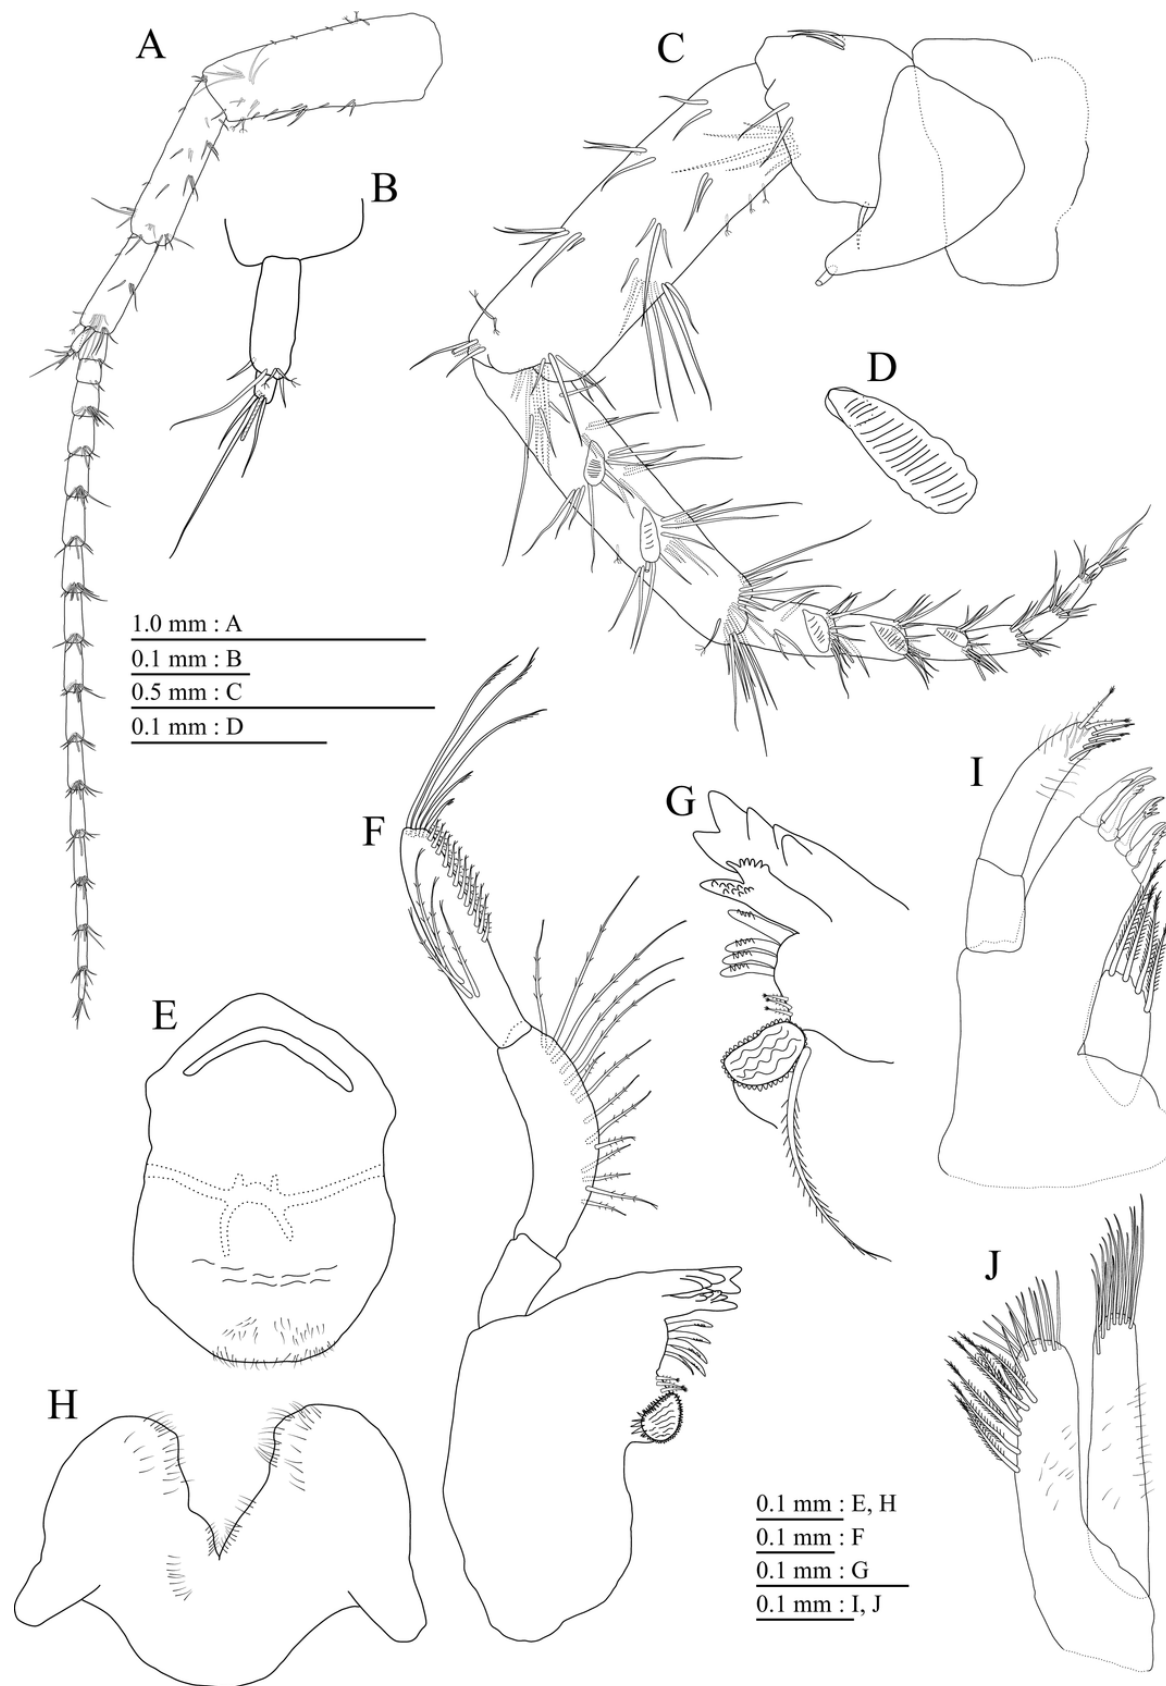 A
C
B
D
1.0 mm : A
0.1 mm : B
0.5 mm : C
0.1 mm : D
F
G
I
E
J
H
0.1 mm : E, H
0.1 mm : F
0.1 mm : G
0.1 mm : I, J